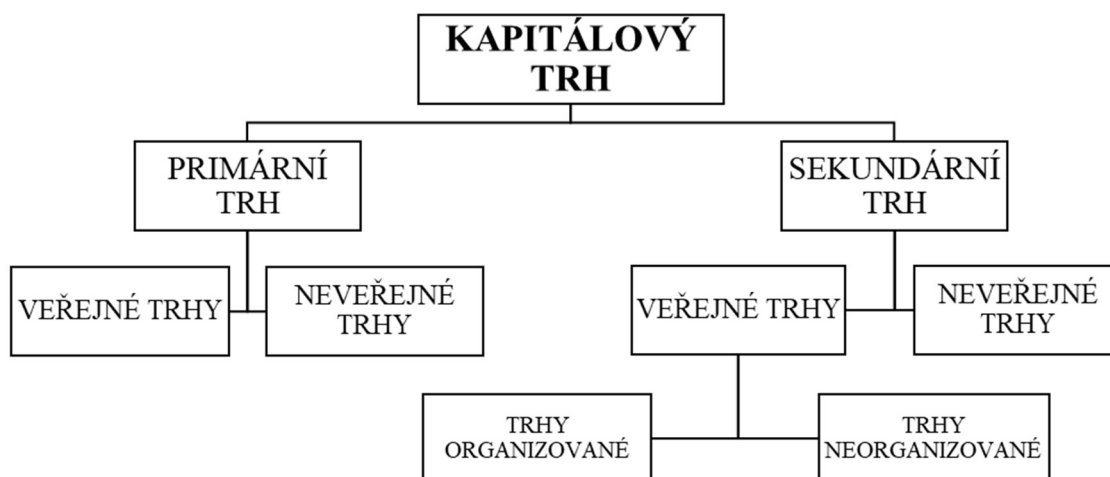 KAPITÁLOVÝ
TRH
PRIMÁRNÍ
TRH
SEKUNDÁRNÍ
TRH
VEŘEJNÉ TRHY
NEVEŘEJNÉ
TRHY
VEŘEJNÉ TRHY
NEVEŘEJNÉ
TRHY
TRHY
ORGANIZOVANÉ
TRHY
NEORGANIZOVANÉ